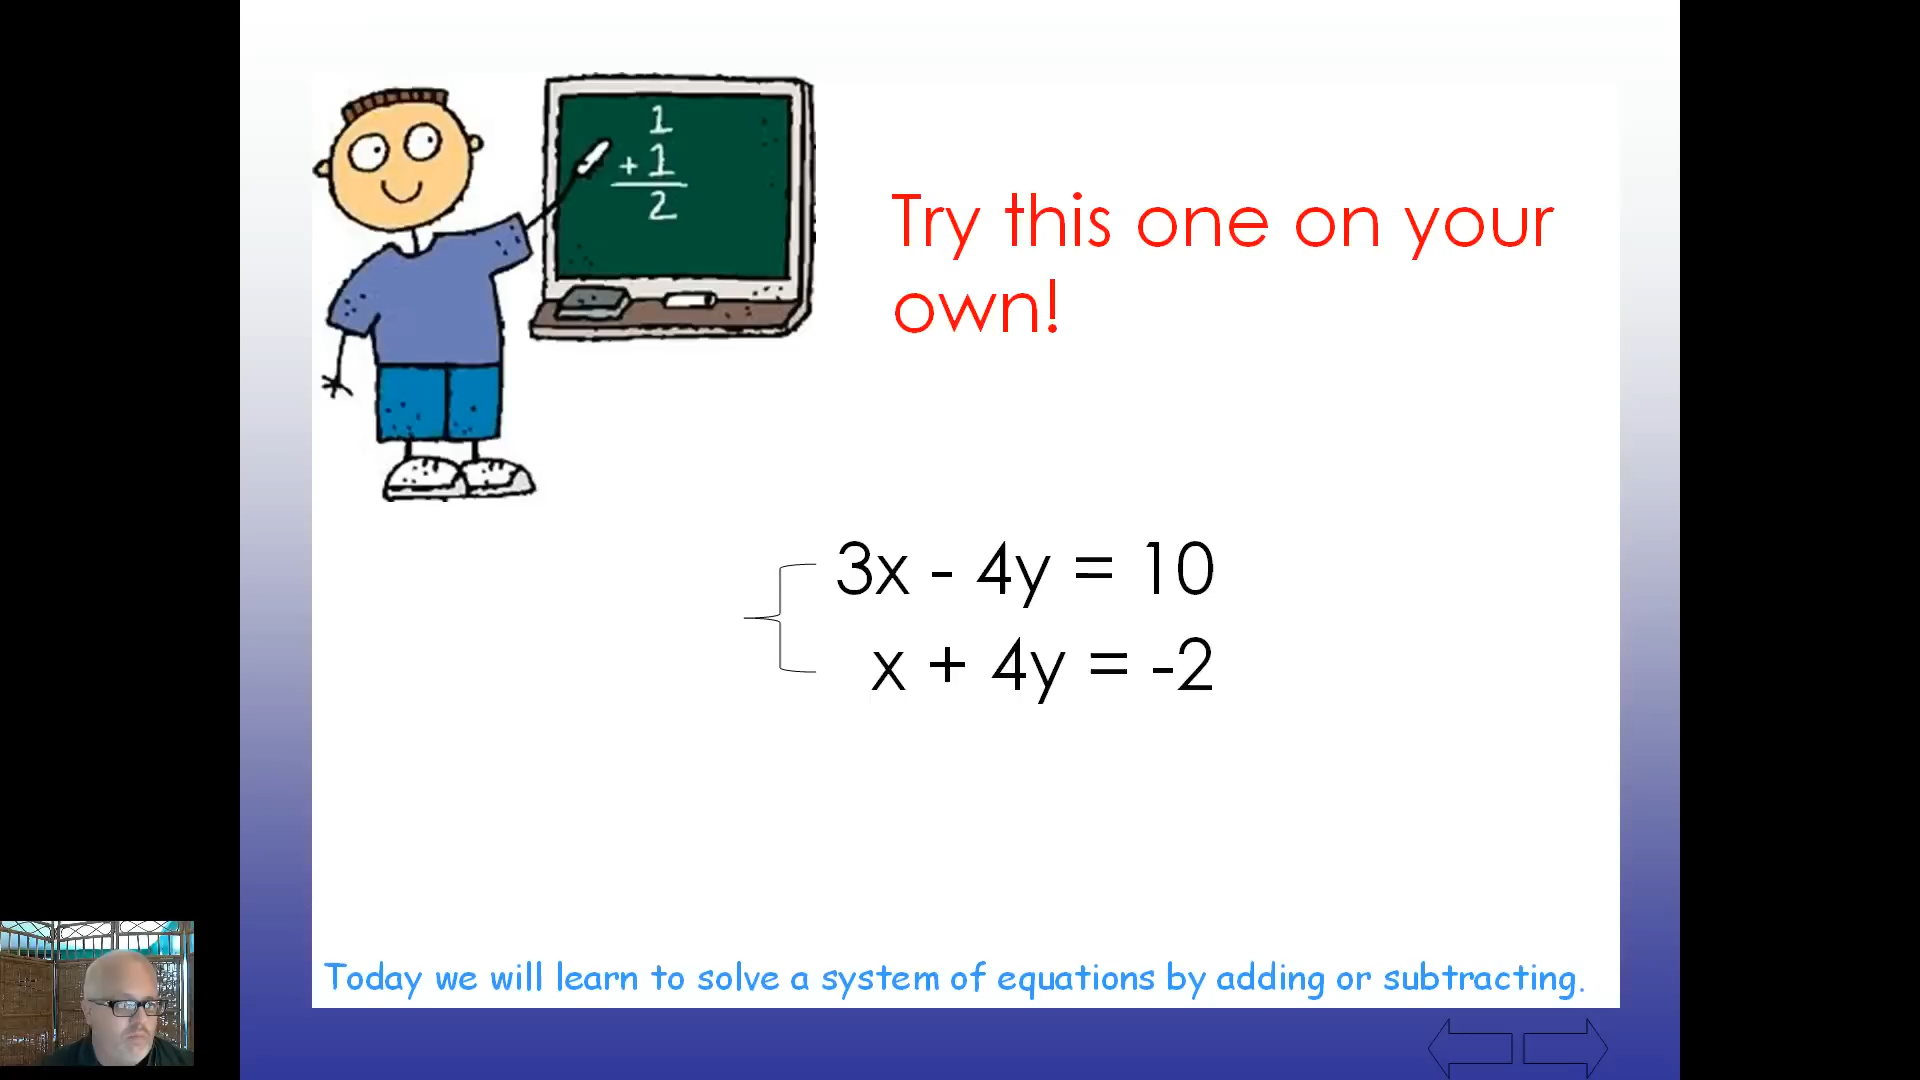 1
+ 1
2
Try this one on your
own!
3x - 4y = 10
x + 4y = -2
Today we will learn to solve a system of equations by adding or subtracting.